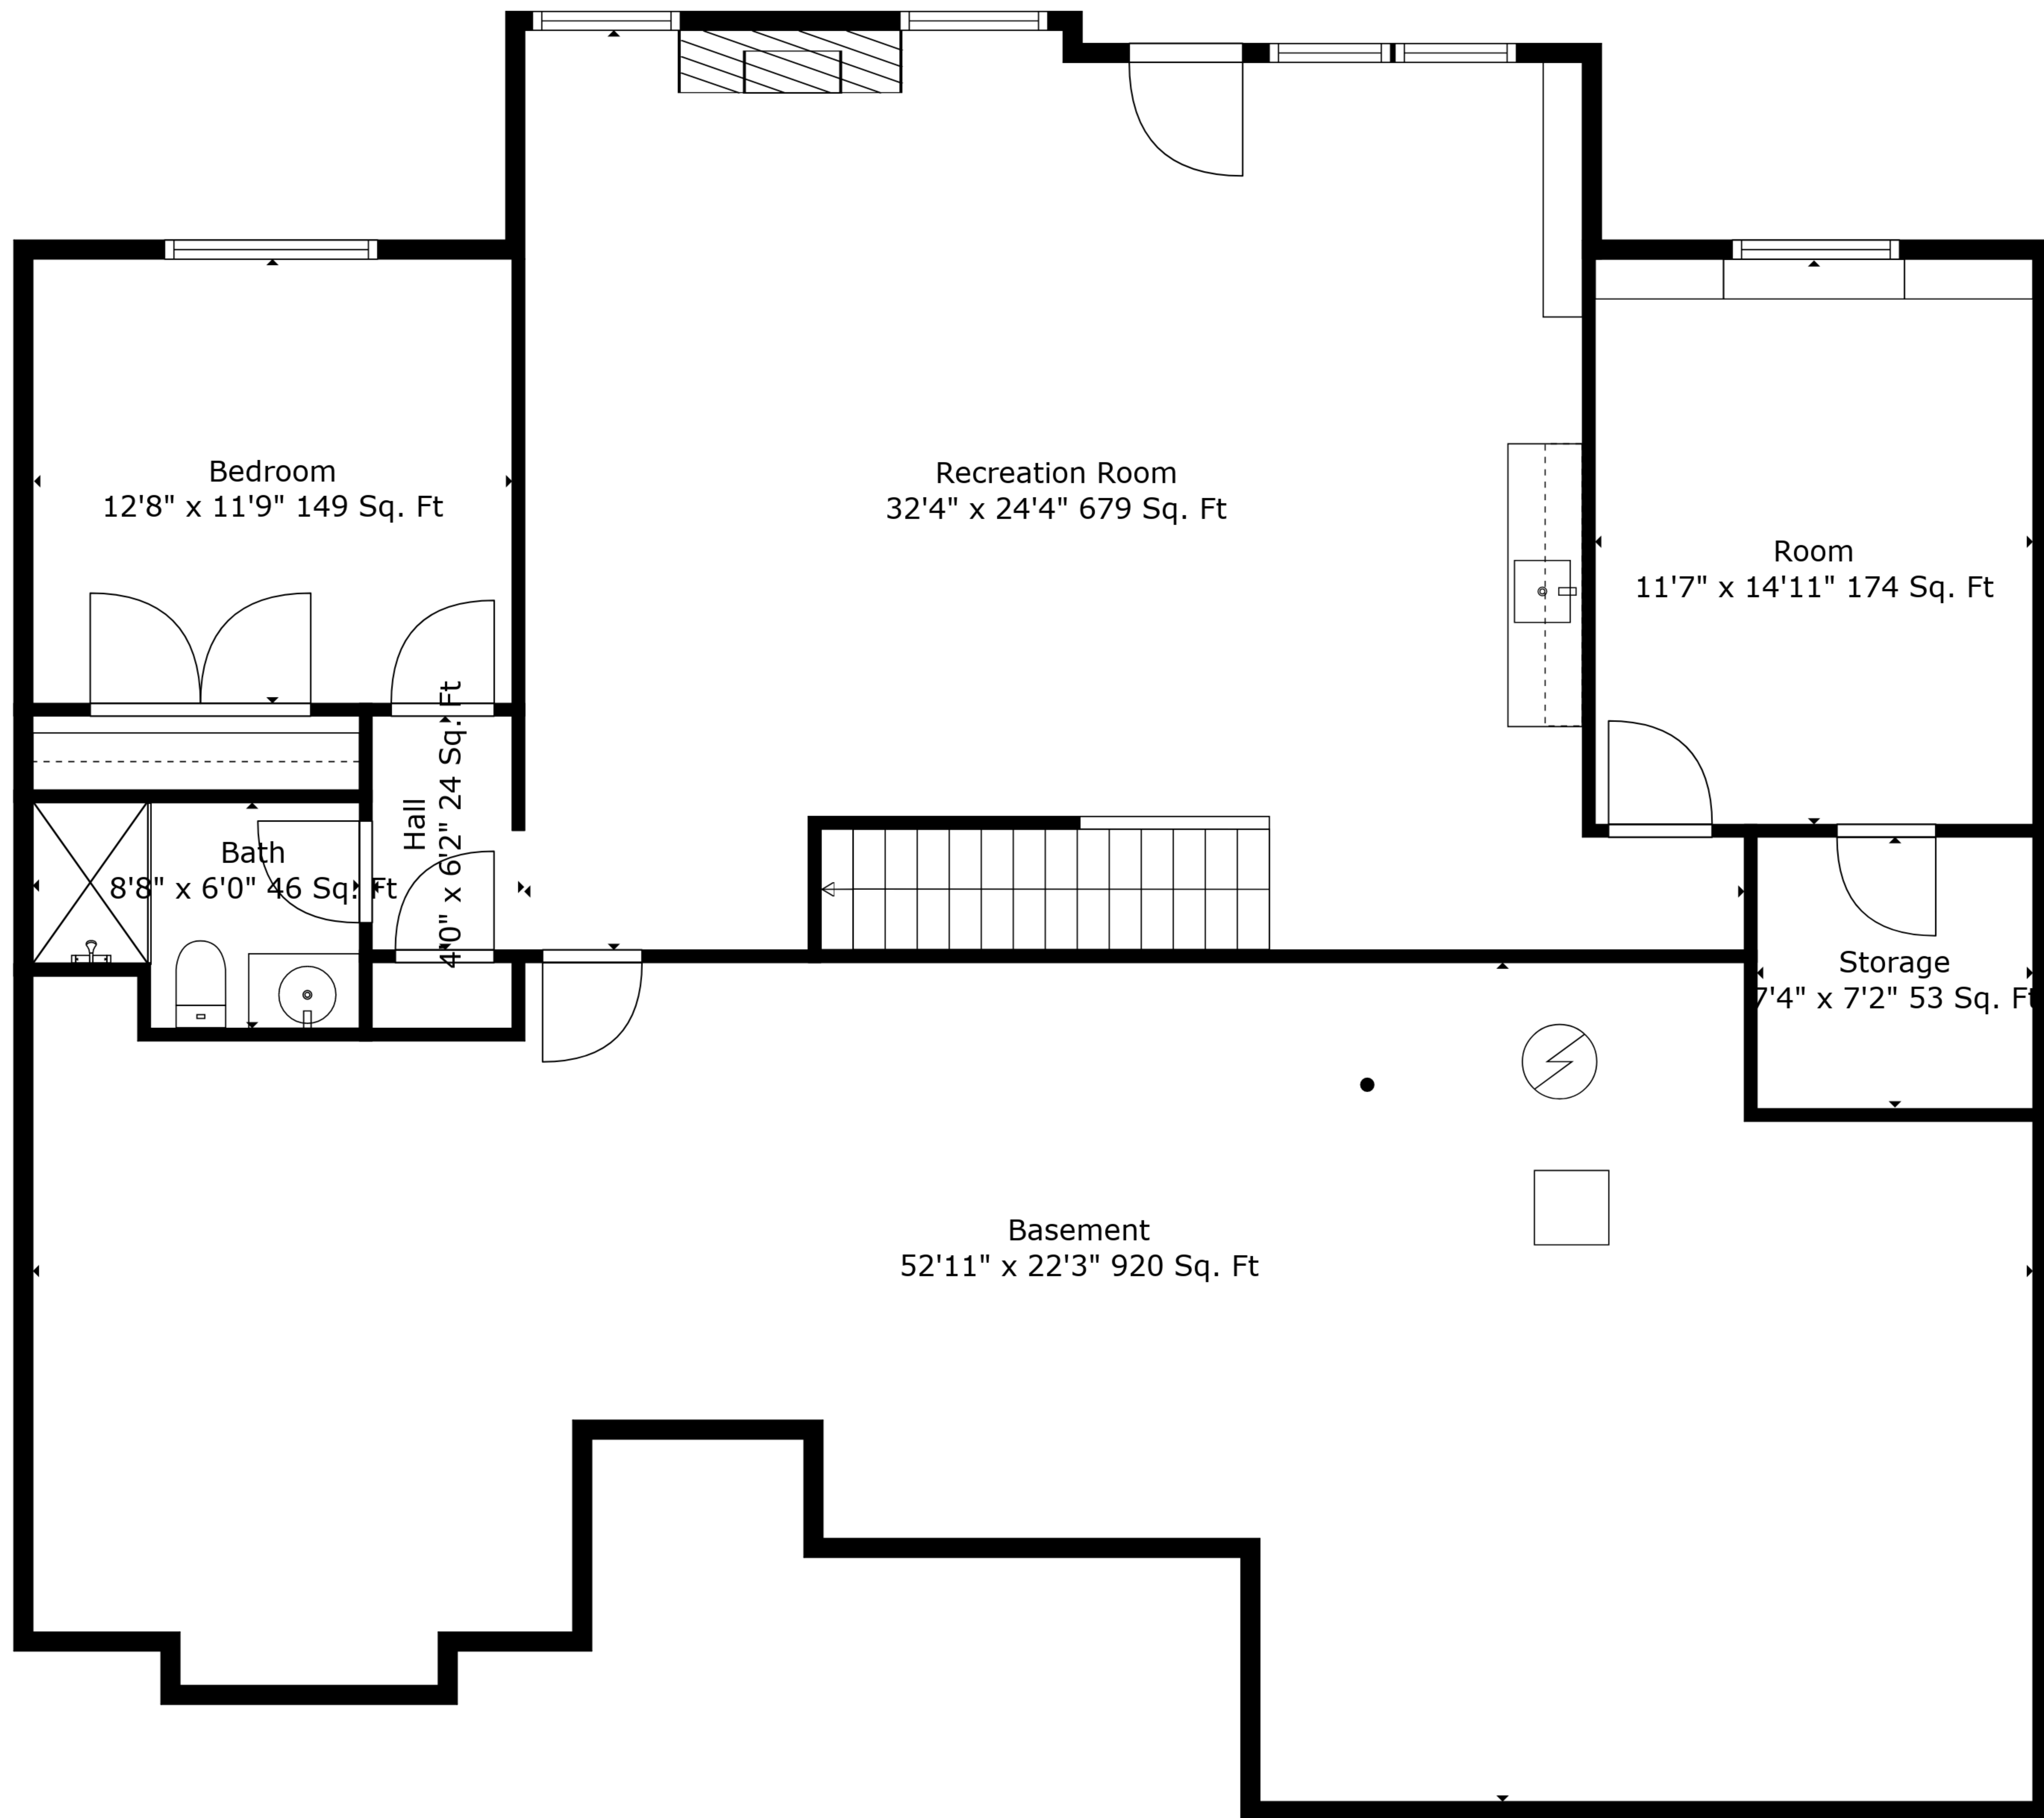 Bedroom
12'8" x 11'9" 149 Sq. Ft
Recreation Room
32'4" x 24'4" 679 Sq. Ft
Room
11'7" x 14'11" 174 Sq. Ft
Hall
4'0" x 6'2" 24 Sq. Ft
Bath
8'8" x 6'0" 46 Sq. Ft
Storage
7'4" x 7'2" 53 Sq. Ft
Basement
52'11" x 22'3" 920 Sq. Ft